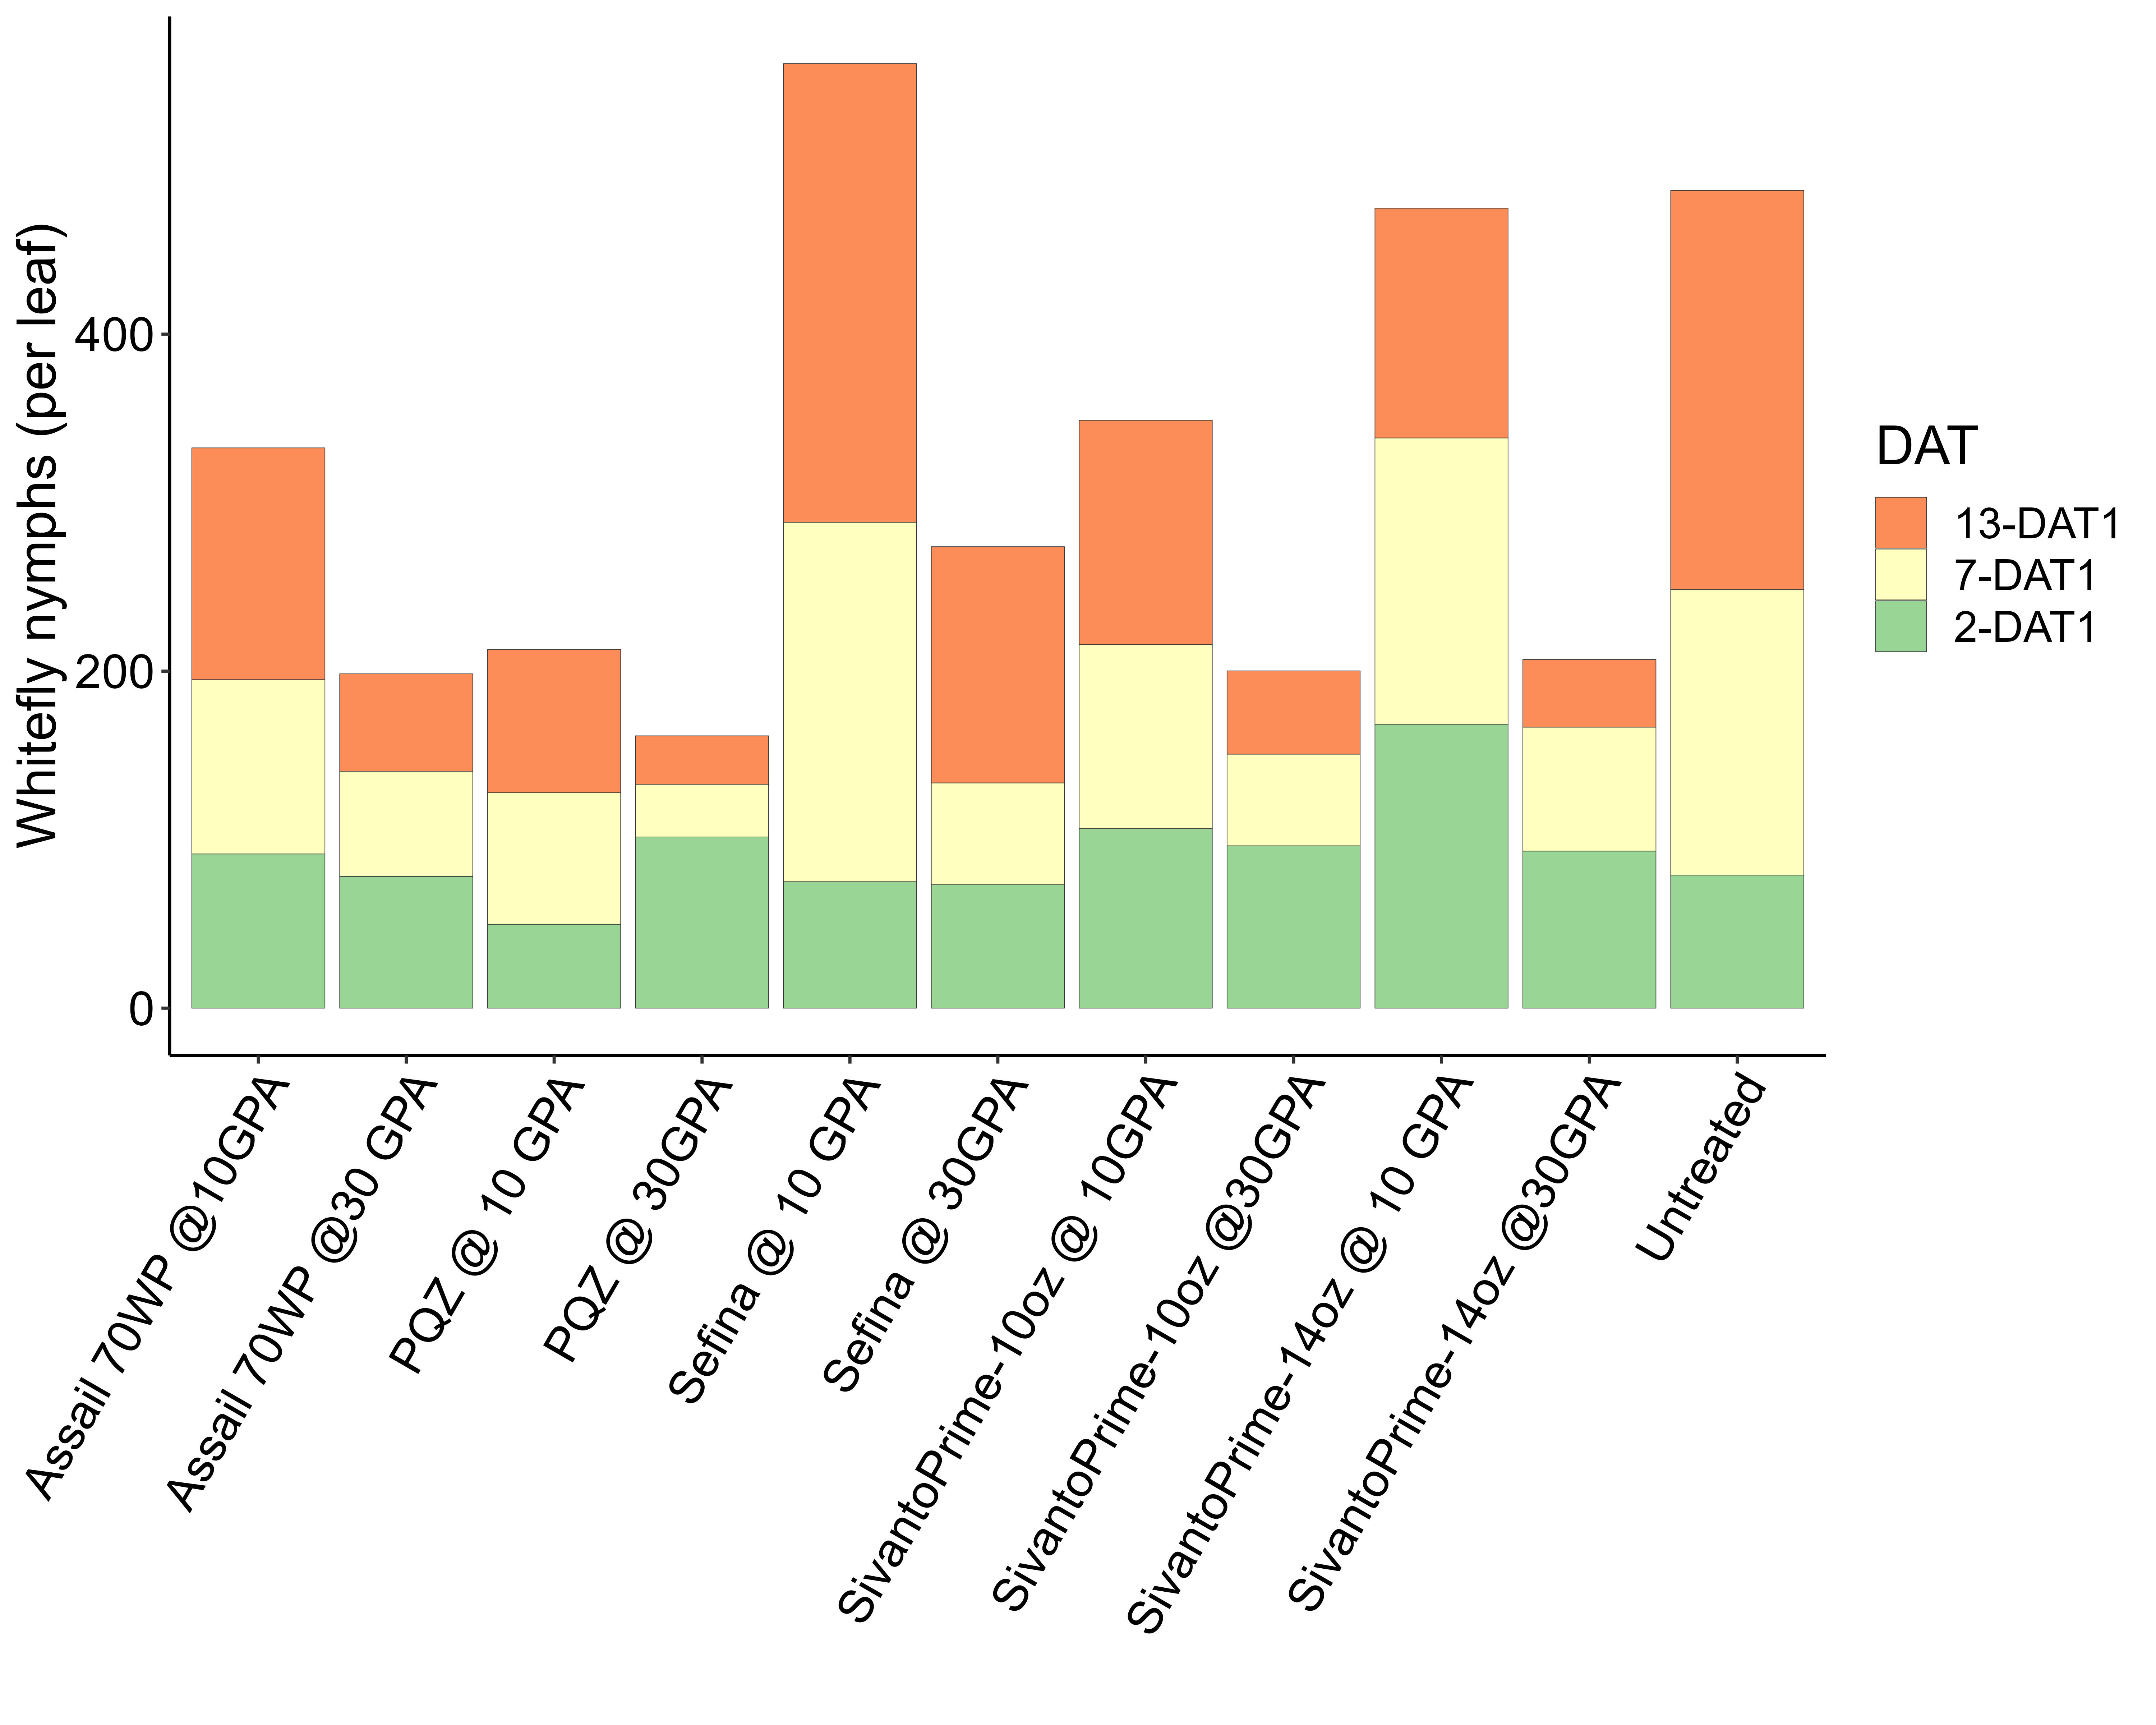 Whitefly nymphs (per leaf)
400
200
0
Assail 70WP @10GPA
Assail 70WP @30 GPA
PQZ @ 10 GPA
PQZ @ 30GPA
Sefina @ 10 GPA
Sefina @ 30GPA
SivantoPrime-10oz @ 10GPA
SivantoPrime-10oz @30GPA
SivantoPrime-14oz @ 10 GPA
SivantoPrime-14oz @30GPA
Untreated
DAT
13-DAT1
7-DAT1
2-DAT1